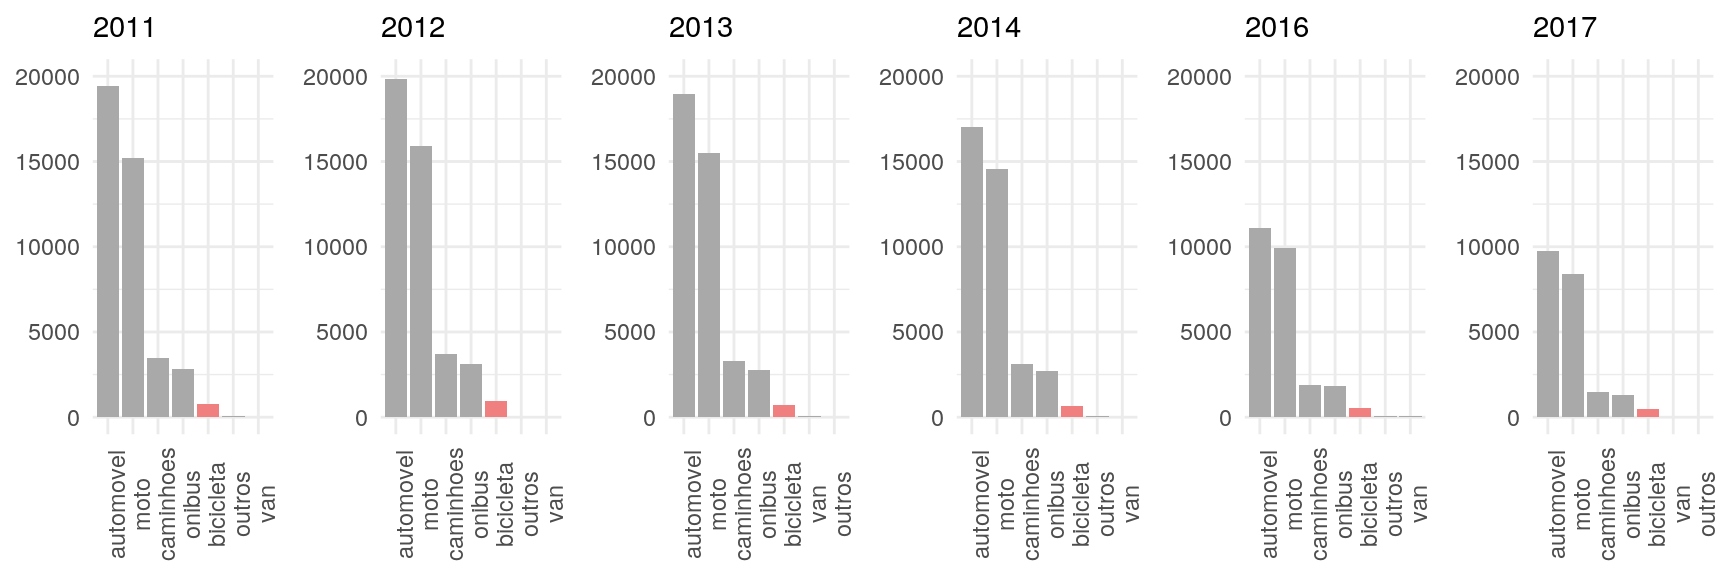 2011
20000
15000
10000
5000
0
automovel
moto
caminhoes
onibus
bicicleta
outros
van
2012
20000
15000
10000
5000
0
automovel
moto
caminhoes
onibus
bicicleta
outros
van
2013
20000
15000
10000
5000
0
automovel
moto
caminhoes
onibus
bicicleta
van
outros
2014
20000
15000
10000
5000
0
automovel
moto
caminhoes
onibus
bicicleta
outros
van
2016
20000
15000
10000
5000
0
automovel
moto
caminhoes
onibus
bicicleta
outros
van
2017
20000
15000
10000
5000
0
automovel
moto
caminhoes
onibus
bicicleta
van
outros